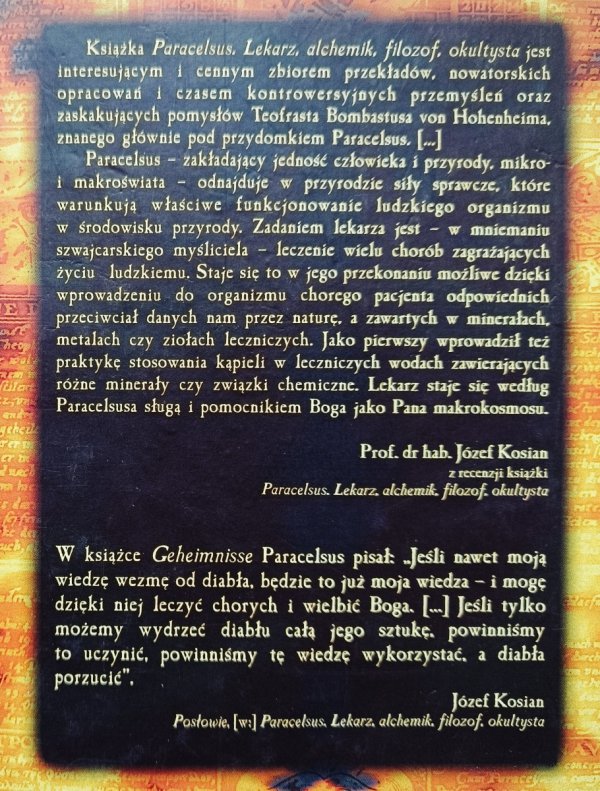 Książka Paracelsus. Lekarz, alchemik, filozof, okultysta jest
interesującym i cennym zbiorem przekładów, nowatorskich
opracowań i czasem kontrowersyjnych przemyśleń oraz
zaskakujących pomysłów Teofrasta Bombastusa von Hohenheima,
znanego głównie pod przydomkiem Paracelsus. [...]
Paracelsus – zakładający jedność człowieka i przyrody, mikro-
i makroświata – odnajduje w przyrodzie siły sprawcze, które
warunkują właściwe funkcjonowanie ludzkiego organizmu
w środowisku przyrody. Zadaniem lekarza jest – w mniemaniu
szwajcarskiego myśliciela – leczenie wielu chorób zagrażających
życiu ludzkiemu. Staje się to w jego przekonaniu możliwe dzięki
wprowadzeniu do organizmu chorego pacjenta odpowiednich
przeciwciał danych nam przez naturę, a zawartych w minerałach,
metalach czy ziołach leczniczych. Jako pierwszy wprowadził też
praktykę stosowania kąpieli w leczniczych wodach zawierających
różne minerały czy związki chemiczne. Lekarz staje się według
Paracelsusa sługą i pomocnikiem Boga jako Pana makrokosmosu.
Prof. dr hab. Józef Kosian
z recenzji książki
Paracelsus. Lekarz, alchemik, filozof, okultysta
W książce Geheimnisse Paracelsus pisał: „Jeśli nawet moją
wiedzę wezmę od diabła, będzie to już moja wiedza – i mogę
dzięki niej leczyć chorych i wielbić Boga. [...] Jeśli tylko
możemy wydrzeć diabłu całą jego sztukę, powinniśmy
to uczynić, powinniśmy tę wiedzę wykorzystać, a diabła
porzucić".
Józef Kosian
Posłowie, [w:] Paracelsus. Lekarz, alchemik, filozof, okultysta